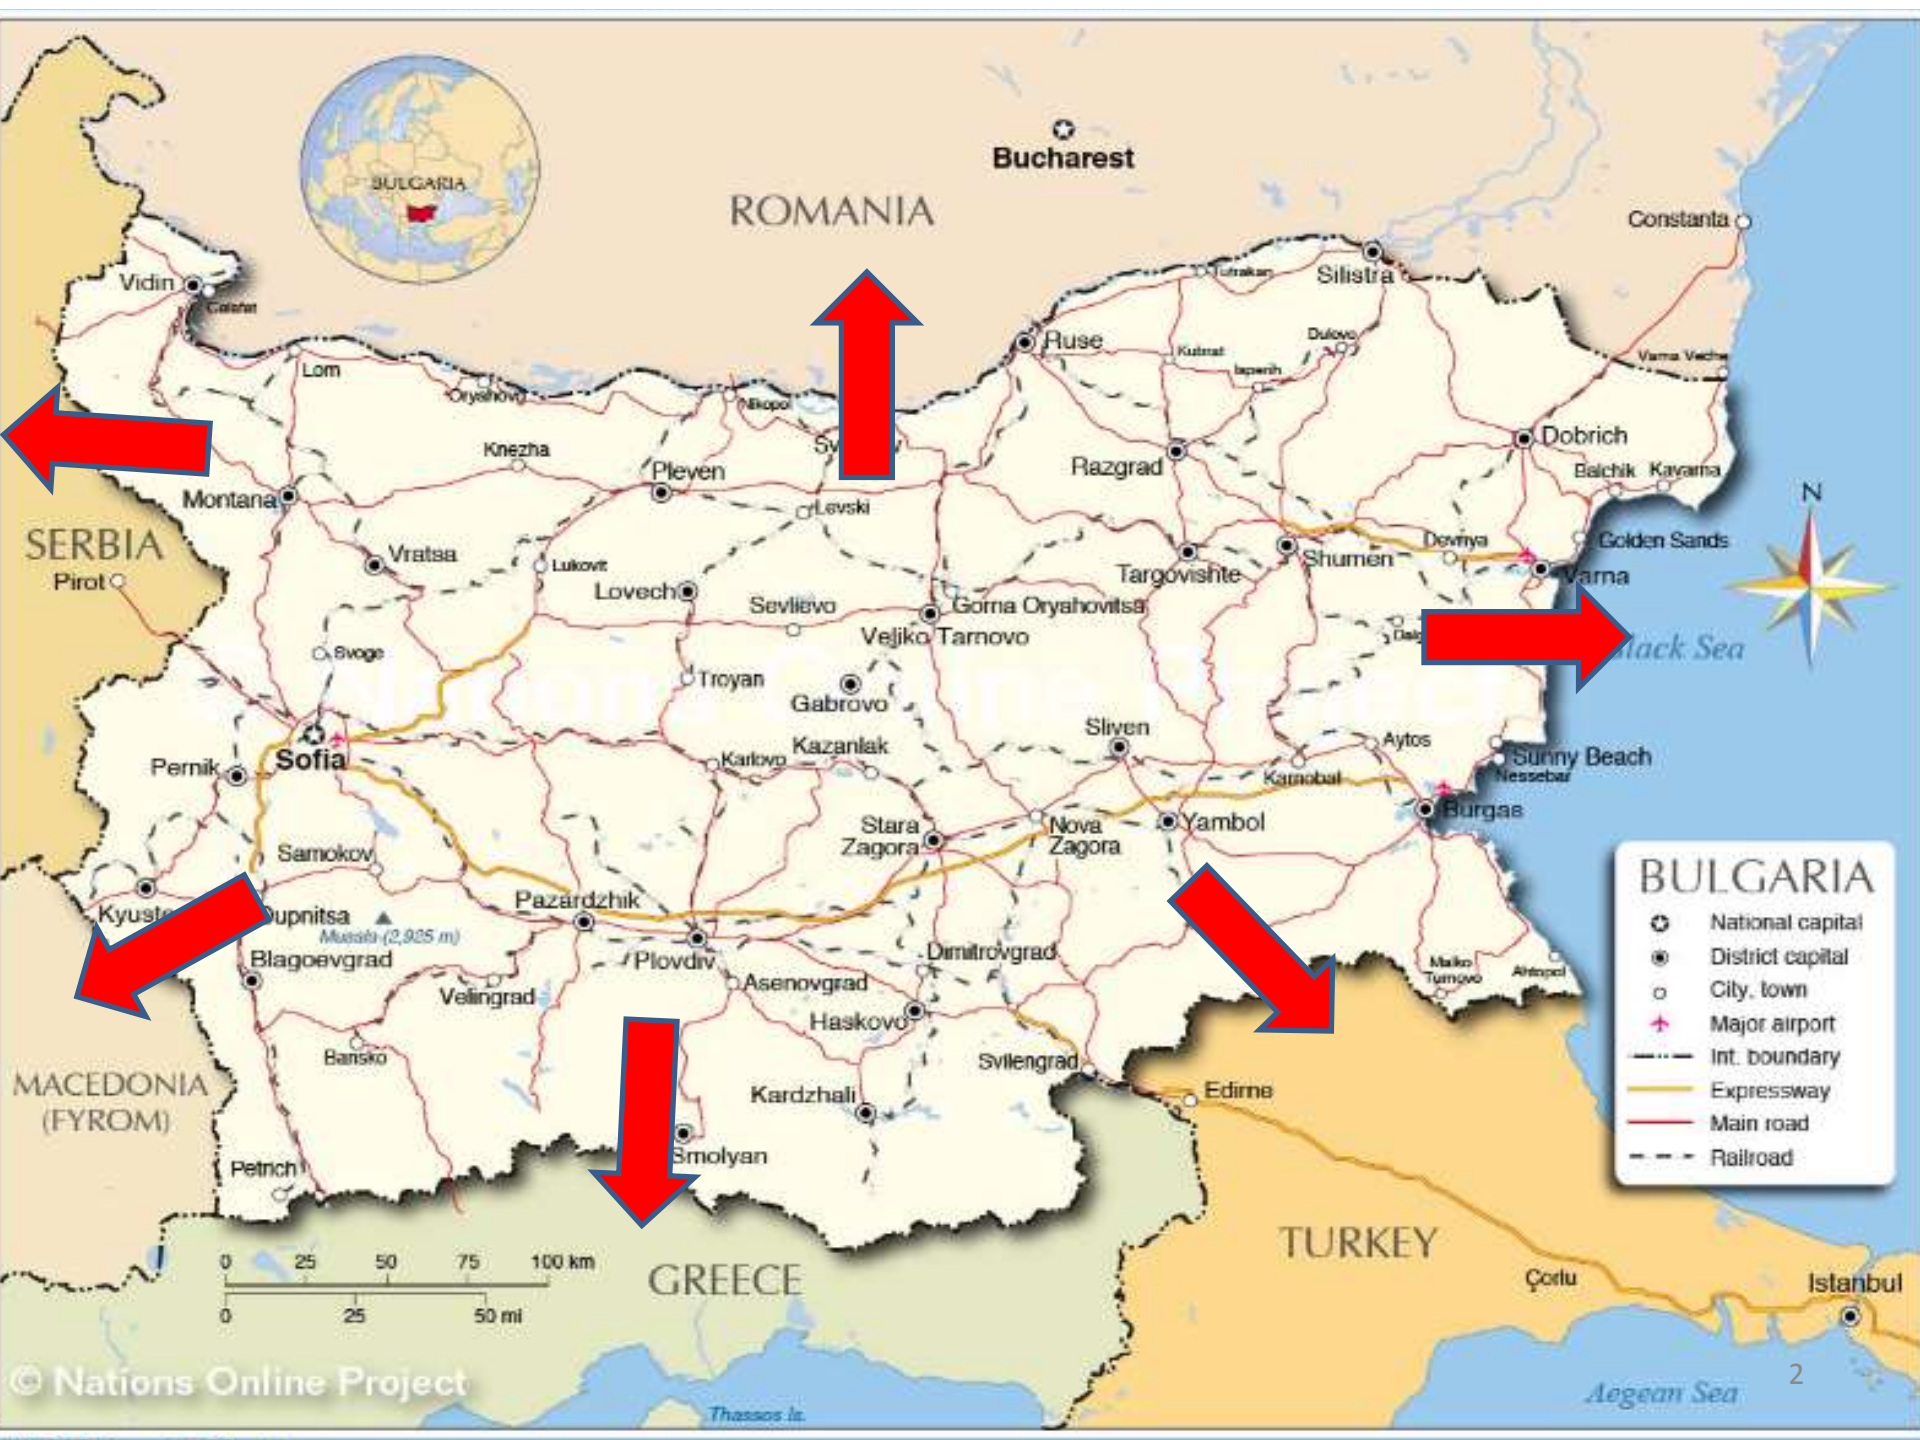 Bucharest
BULGARIA
ROMANIA
Constanta
Vidin
Calafat
Silistra
Tutrakan
Ruse
Kubrat
Dulovo
Isperih
Vama Veche
Lom
Oryahovo
Nikopol
Sv
Knezha
Pleven
Levski
Razgrad
Dobrich
Balchik
Kavarna
N
Montana
SERBIA
Pirot
Vratsa
Lukovit
Lovech
Sevlievo
Gorna Oryahovitsa
Veliko Tarnovo
Targovishte
Shumen
Devnya
Golden Sands
Varna
Black Sea
Svoge
Troyan
Gabrovo
Sliven
Aytos
Sunny Beach
Nessebar
Sofia
Pernik
Karlovo
Kazanlak
Karnobat
Burgas
Stara
Zagora
Nova
Zagora
Yambol
Samokov
Pazardzhik
Kyuste
Dupnitsa
Musala (2,925 m)
Blagoevgrad
Velingrad
Plovdiv
Asenovgrad
Dimitrovgrad
Haskovo
Malko
Turnovo
Ahtopol
Bansko
Svilengrad
Kardzhali
Edirne
Smolyan
Petrich
MACEDONIA
(FYROM)
BULGARIA
National capital
District capital
City, town
Major airport
Int. boundary
Expressway
Main road
Railroad
TURKEY
GREECE
Çorlu
Istanbul
0 25 50 75 100 km
0 25 50 mi
© Nations Online Project
Thassos Is.
Aegean Sea
2